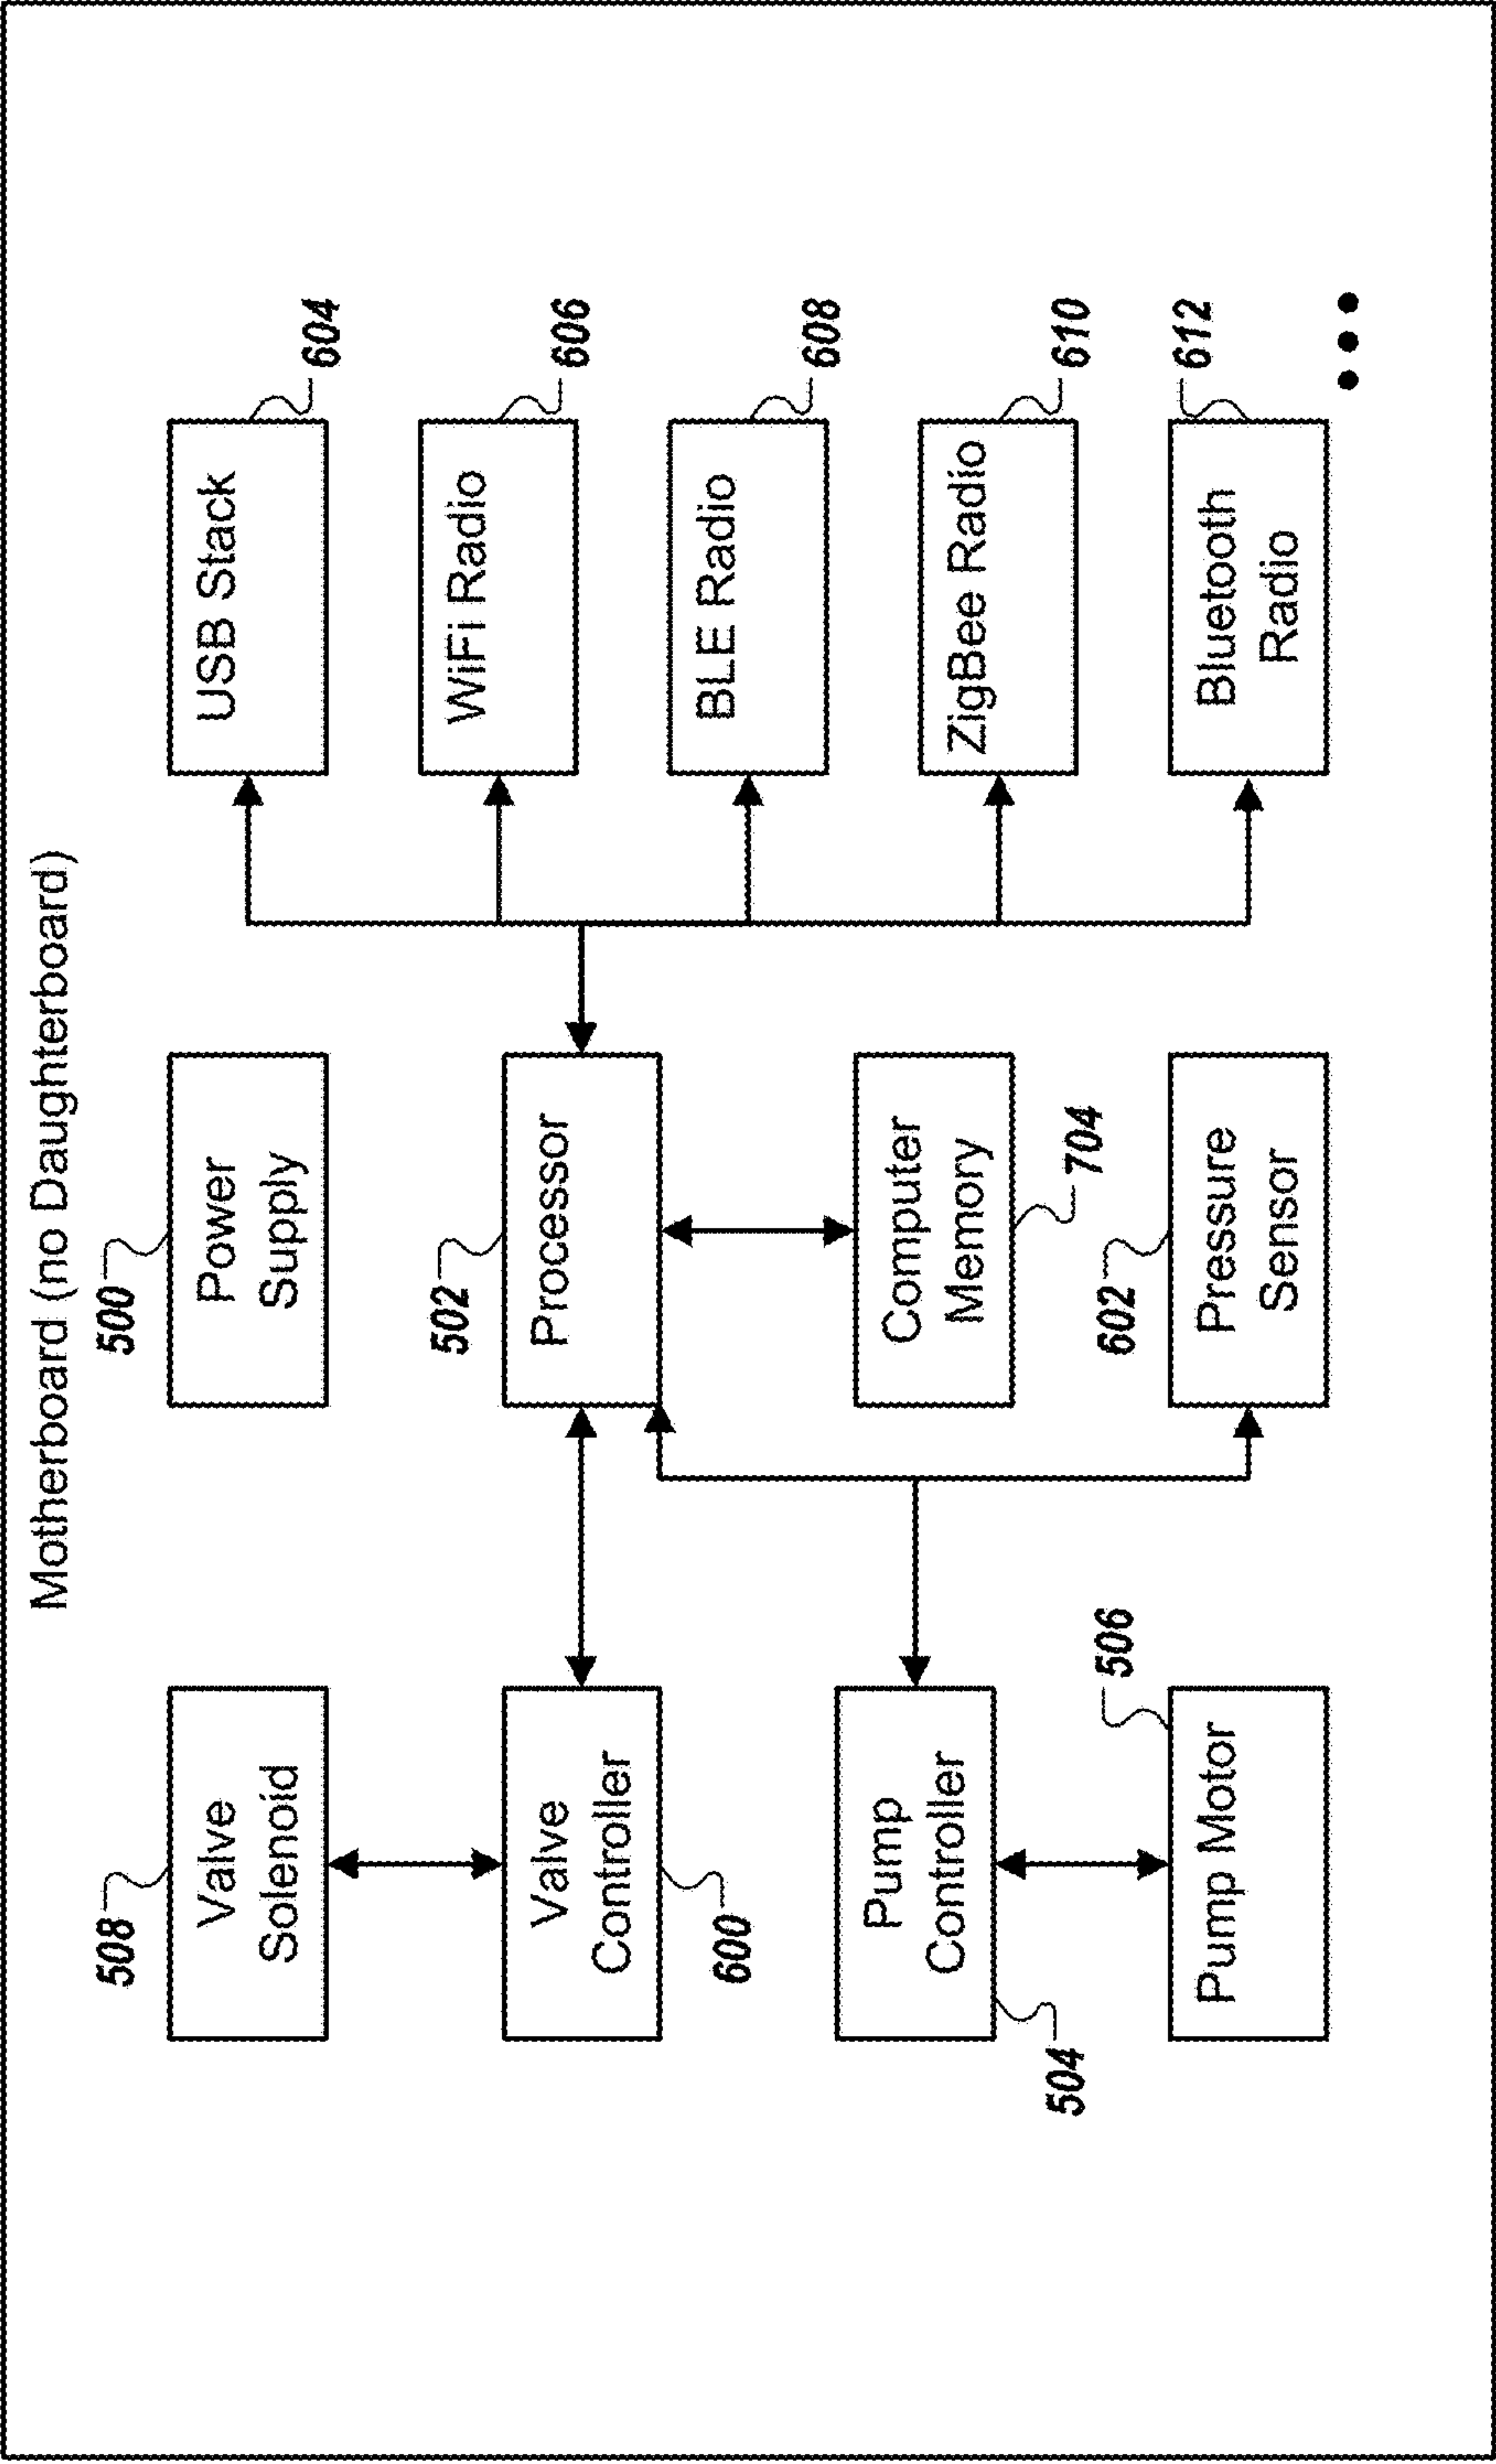 Motherboard (no Daughterboard)
508
Valve
Solenoid
500
Power
Supply
USB Stack
604
502
Processor
Valve
Controller
600
WiFi Radio
606
BLE Radio
608
Pump
Controller
504
Computer
Memory
704
ZigBee Radio
610
506
Pump Motor
602
Pressure
Sensor
Bluetooth
Radio
612